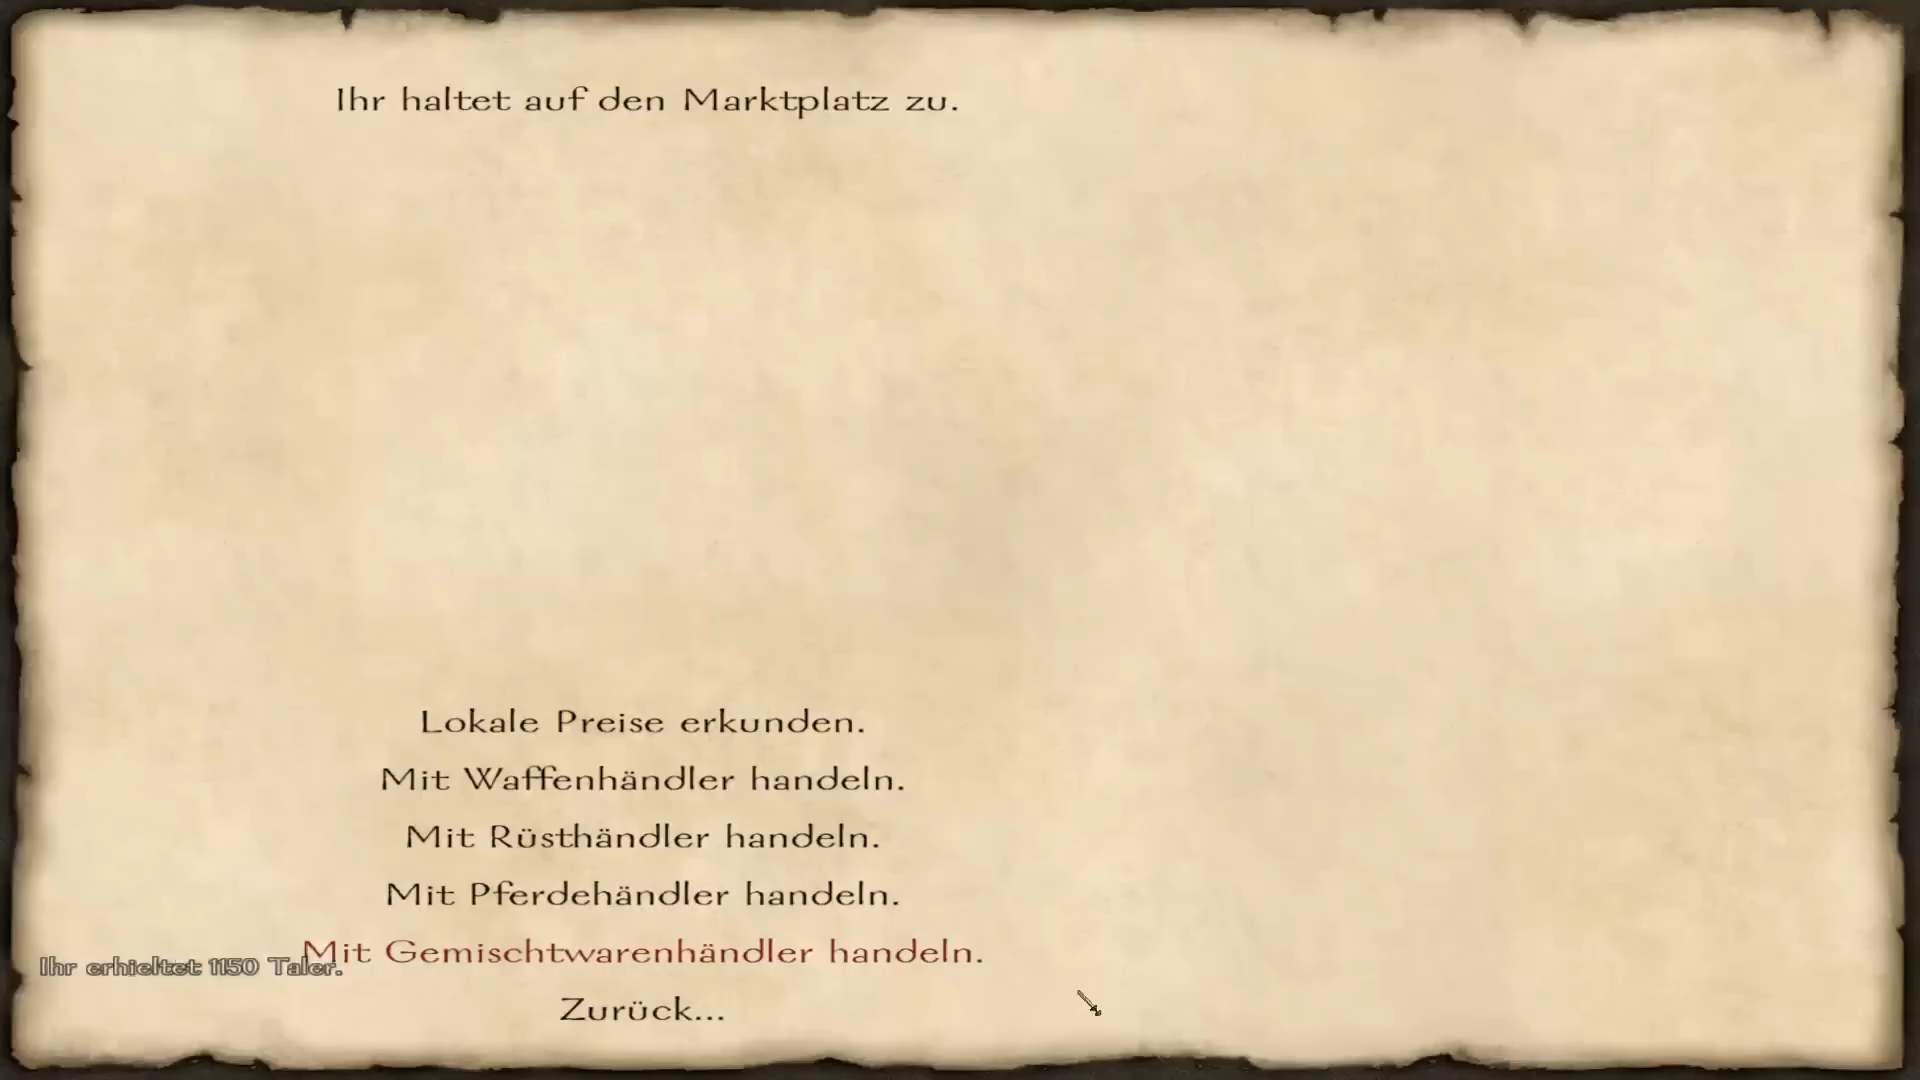 Ihr haltet auf den Marktplatz zu.
Lokale Preise erkunden.
Mit Waffenhändler handeln.
Mit Rüsthändler handeln.
Mit Pferdehändler handeln.
Mit Gemischtwarenhändler handeln.
Ihr erhieltet 1150 Taler.
Zurück...